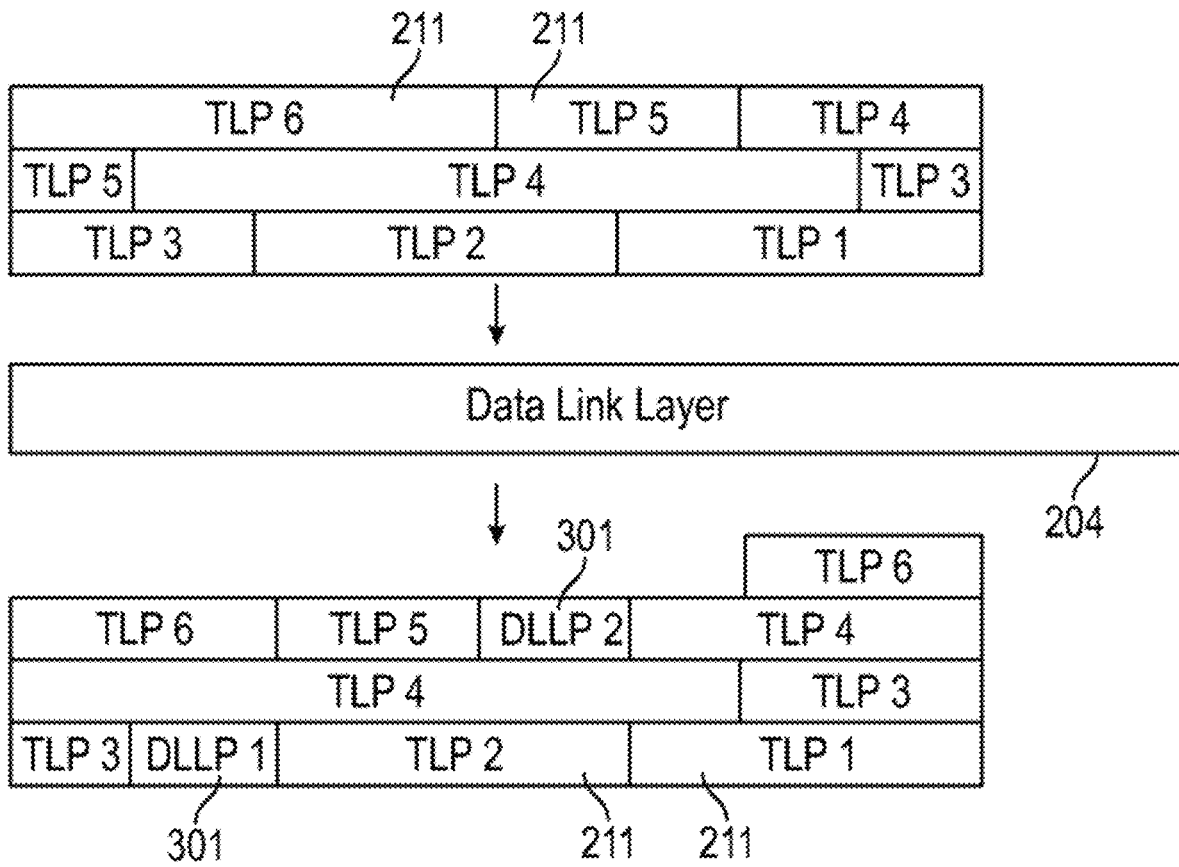 211 211
TLP 6 TLP 5 TLP 4
TLP 5 TLP 4 TLP 3
TLP 3 TLP 2 TLP 1
Data Link Layer
204
301
TLP 6
TLP 6 TLP 5 DLLP 2 TLP 4
TLP 4 TLP 3
TLP 3 DLLP 1 TLP 2 TLP 1
301 211 211